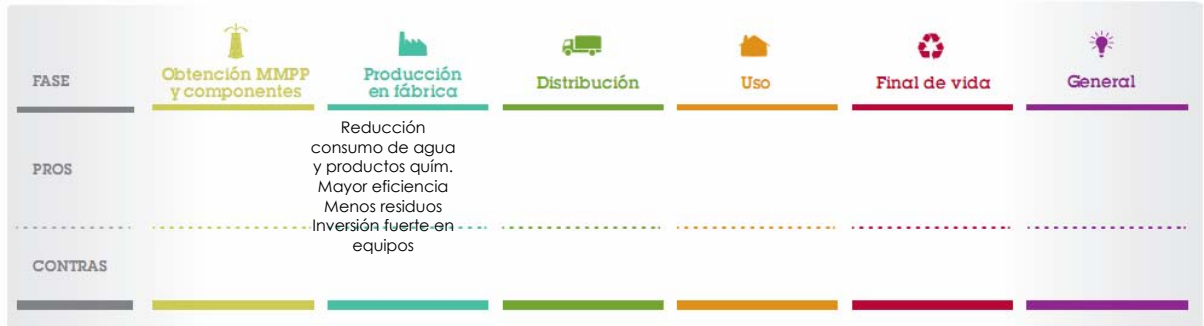 FASE
Obtención MMPP
y componentes
Producción
en fábrica
Distribución
Uso
Final de vida
General
PROS
Reducción
consumo de agua
y productos quím.
Mayor eficiencia
Menos residuos
Inversión fuerte en
equipos
CONTRAS